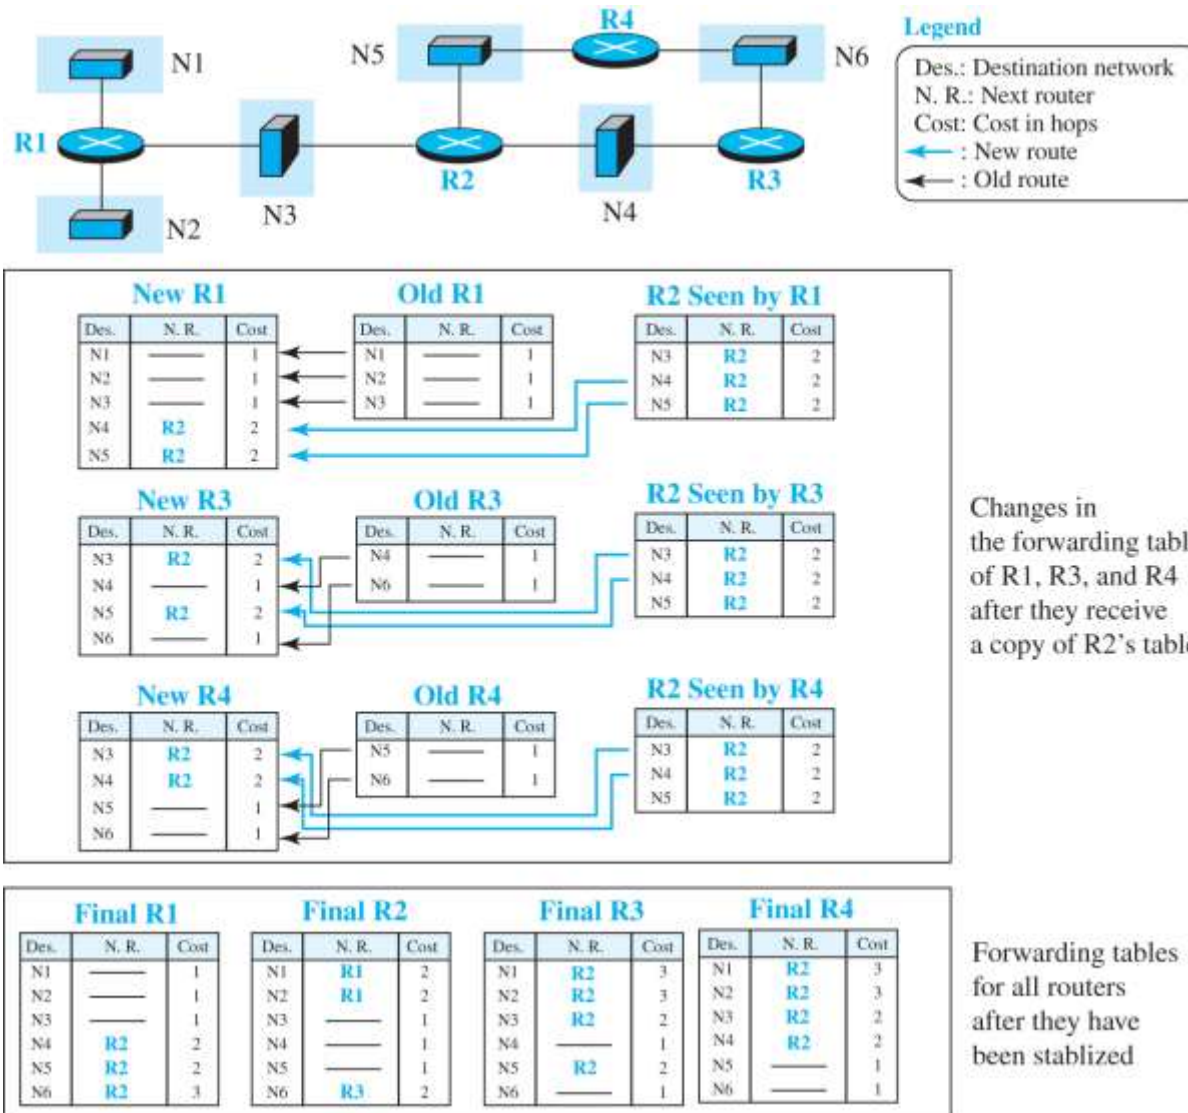 R4
N1
N5
N6
R1
R2
R3
N3
N4
N2
Legend
Des.: Destination network
N. R.: Next router
Cost: Cost in hops
: New route
: Old route
New R1
Des. N. R. Cost
N1 —— 1
N2 —— 1
N3 —— 1
N4 R2 2
N5 R2 2
Old R1
Des. N. R. Cost
N1 —— 1
N2 —— 1
N3 —— 1
R2 Seen by R1
Des. N. R. Cost
N3 R2 2
N4 R2 2
N5 R2 2
New R3
Des. N. R. Cost
N3 R2 2
N4 —— 1
N5 R2 2
N6 —— 1
Old R3
Des. N. R. Cost
N4 —— 1
N6 —— 1
R2 Seen by R3
Des. N. R. Cost
N3 R2 2
N4 R2 2
N5 R2 2
New R4
Des. N. R. Cost
N3 R2 2
N4 R2 2
N5 —— 1
N6 —— 1
Old R4
Des. N. R. Cost
N5 —— 1
N6 —— 1
R2 Seen by R4
Des. N. R. Cost
N3 R2 2
N4 R2 2
N5 R2 2
Changes in
the forwarding tabl
of R1, R3, and R4
after they receive
a copy of R2's tabl
Final R1
Des. N. R. Cost
N1 —— 1
N2 —— 1
N3 —— 1
N4 R2 2
N5 R2 2
N6 R2 3
Final R2
Des. N. R. Cost
N1 R1 2
N2 R1 2
N3 —— 1
N4 —— 1
N5 —— 1
N6 R3 2
Final R3
Des. N. R. Cost
N1 R2 3
N2 R2 3
N3 R2 2
N4 —— 1
N5 R2 2
N6 —— 1
Final R4
Des. N. R. Cost
N1 R2 3
N2 R2 3
N3 R2 2
N4 R2 2
N5 —— 1
N6 —— 1
Forwarding tables
for all routers
after they have
been stablized